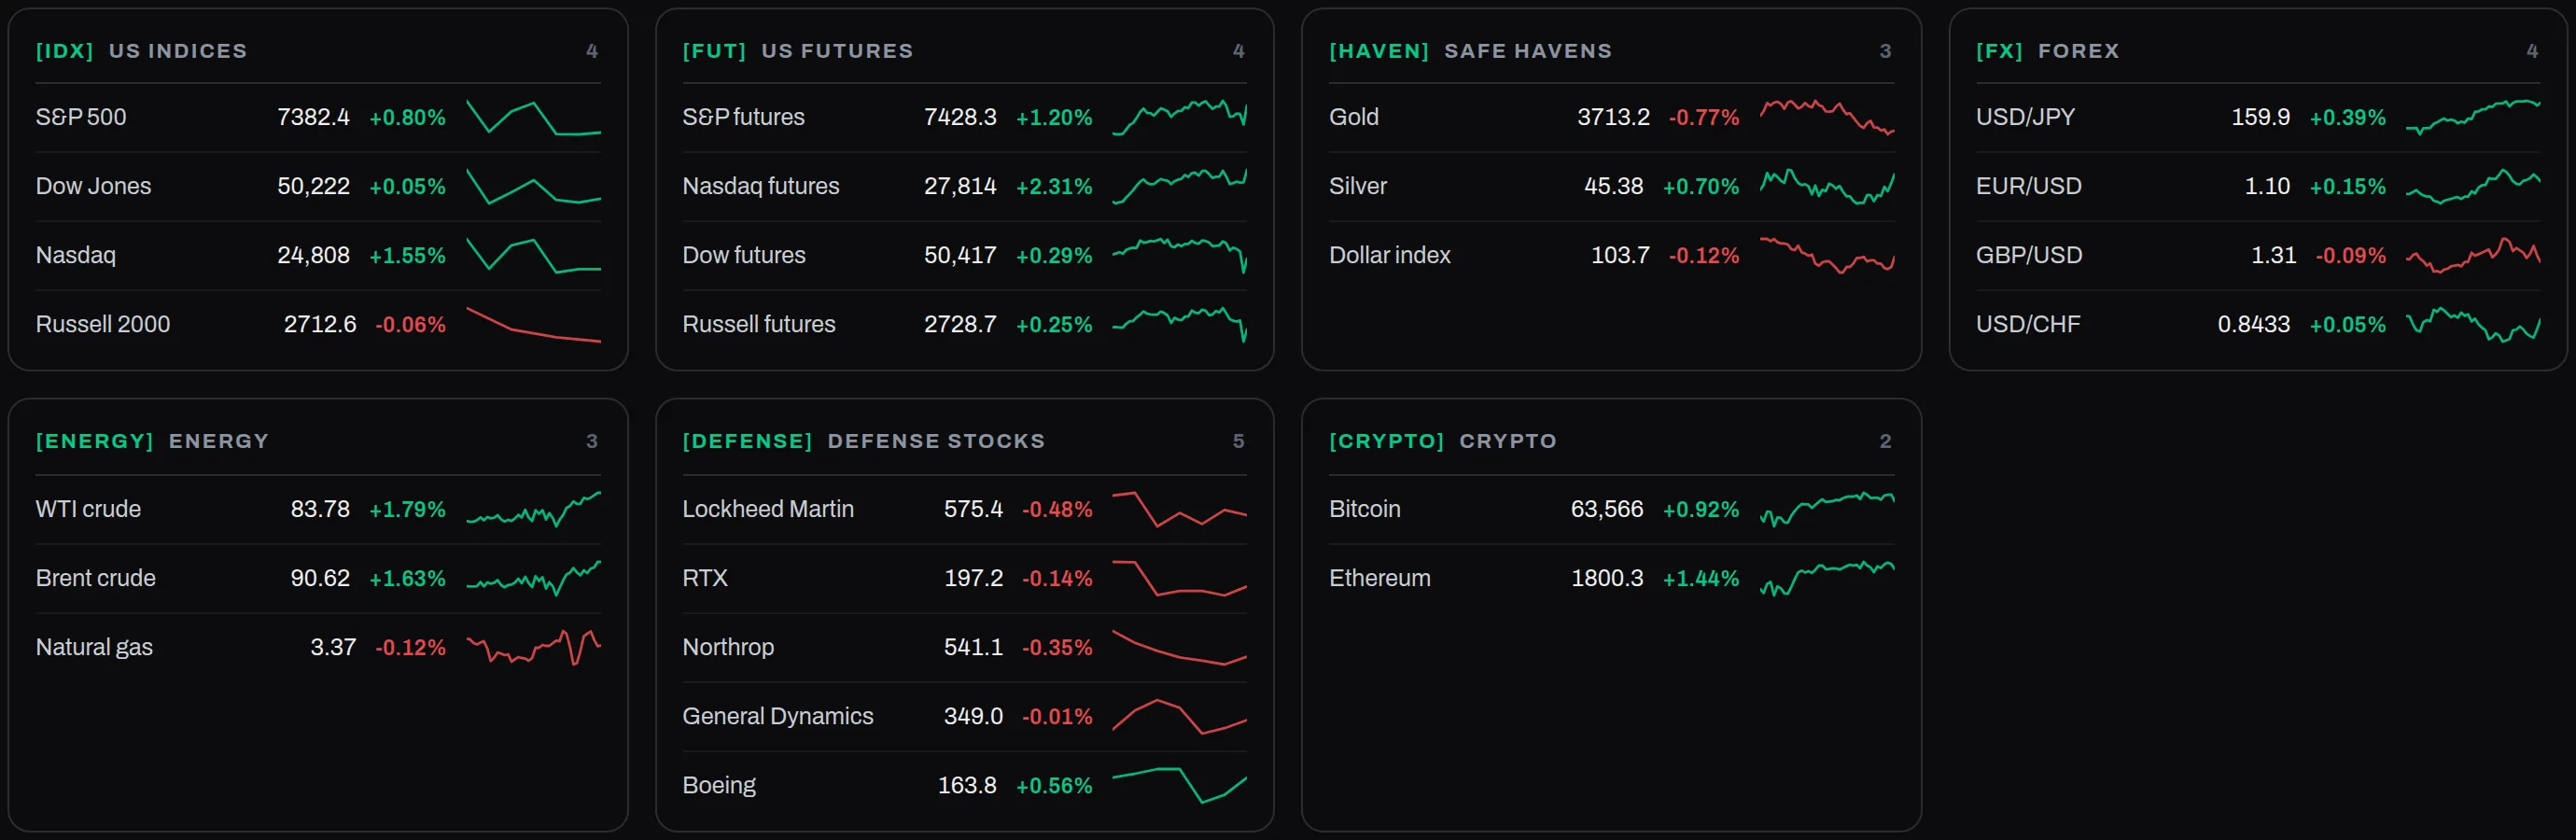 [IDX] US INDICES 4
S&P 500 7382.4 +0.80%
Dow Jones 50,222 +0.05%
Nasdaq 24,808 +1.55%
Russell 2000 2712.6 -0.06%
[FUT] US FUTURES 4
S&P futures 7428.3 +1.20%
Nasdaq futures 27,814 +2.31%
Dow futures 50,417 +0.29%
Russell futures 2728.7 +0.25%
[HAVEN] SAFE HAVENS 3
Gold 3713.2 -0.77%
Silver 45.38 +0.70%
Dollar index 103.7 -0.12%
[FX] FOREX 4
USD/JPY 159.9 +0.39%
EUR/USD 1.10 +0.15%
GBP/USD 1.31 -0.09%
USD/CHF 0.8433 +0.05%
[ENERGY] ENERGY 3
WTI crude 83.78 +1.79%
Brent crude 90.62 +1.63%
Natural gas 3.37 -0.12%
[DEFENSE] DEFENSE STOCKS 5
Lockheed Martin 575.4 -0.48%
RTX 197.2 -0.14%
Northrop 541.1 -0.35%
General Dynamics 349.0 -0.01%
Boeing 163.8 +0.56%
[CRYPTO] CRYPTO 2
Bitcoin 63,566 +0.92%
Ethereum 1800.3 +1.44%